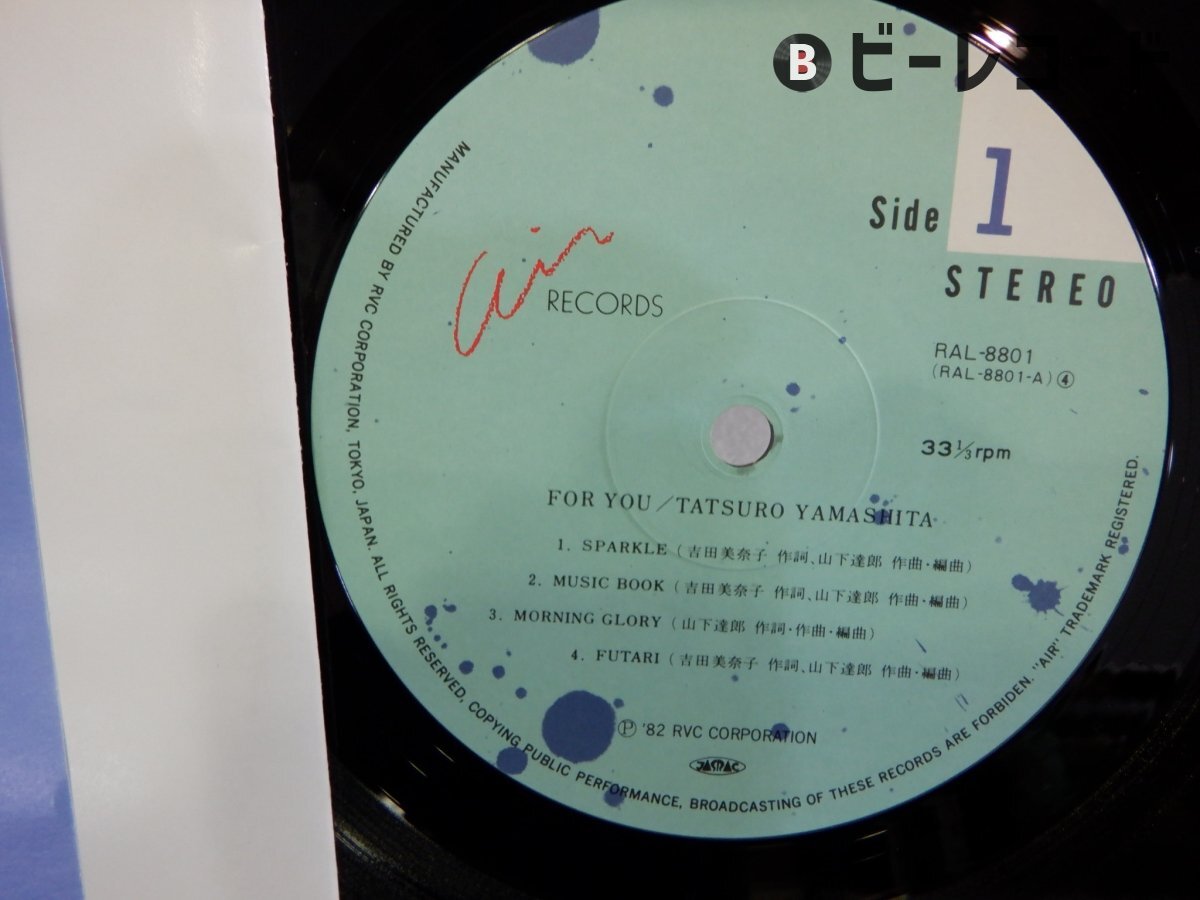 B ビーレコード
Side 1
STEREO
air RECORDS
RAL-8801
(RAL-8801-A) ④
33 1/3 rpm
FOR YOU/TATSURO YAMASHITA
1. SPARKLE (吉田美奈子 作詞、山下達郎 作曲・編曲)
2. MUSIC BOOK (吉田美奈子 作詞、山下達郎 作曲・編曲)
3. MORNING GLORY (山下達郎 作詞・作曲・編曲)
4. FUTARI (吉田美奈子 作詞、山下達郎 作曲・編曲)
Ⓟ '82 RVC CORPORATION
JASRAC
MANUFACTURED BY RVC CORPORATION, TOKYO, JAPAN. ALL RIGHTS RESERVED, COPYING PUBLIC PERFORMANCE, BROADCASTING OF THESE RECORDS ARE FORBIDEN. "AIR" TRADEMARK REGISTERED.